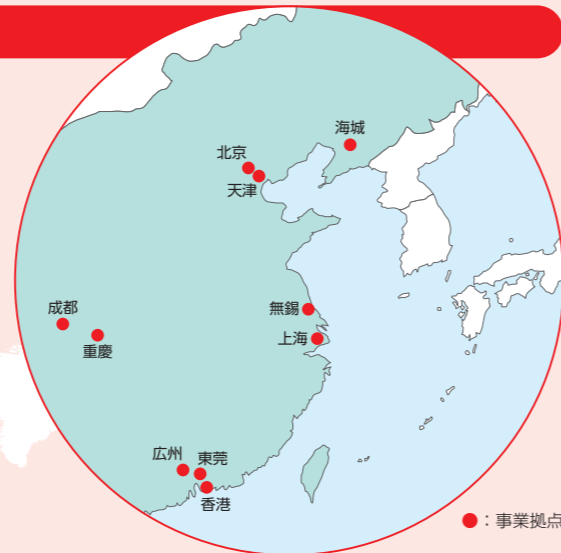 海城
北京
天津
無錫
上海
成都
重慶
広州
東莞
香港
●：事業拠点